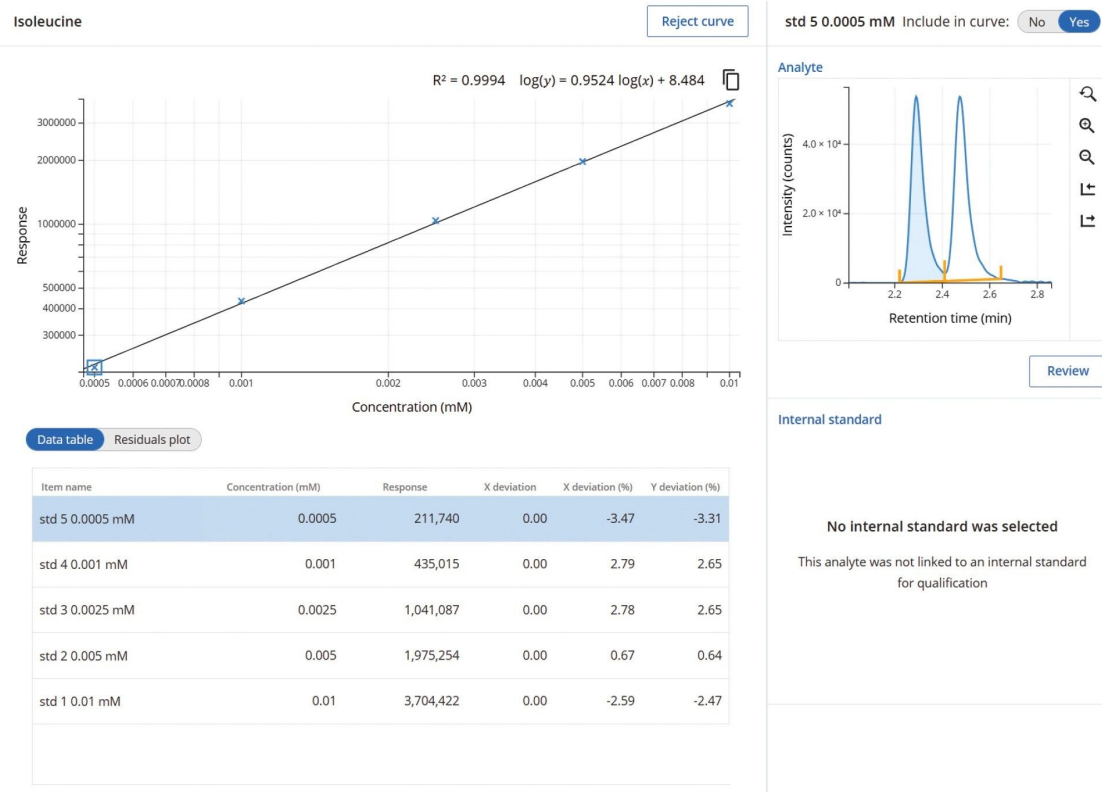 Isoleucine
Reject curve
R² = 0.9994 log(y) = 0.9524 log(x) + 8.484
Response
3000000
2000000
1000000
500000
400000
300000
0.0005 0.0006 0.0007 0.0008 0.001 0.002 0.003 0.004 0.005 0.006 0.007 0.008 0.01
Concentration (mM)
Data table Residuals plot
Item name Concentration (mM) Response X deviation X deviation (%) Y deviation (%)
std 5 0.0005 mM 0.0005 211,740 0.00 -3.47 -3.31
std 4 0.001 mM 0.001 435,015 0.00 2.79 2.65
std 3 0.0025 mM 0.0025 1,041,087 0.00 2.78 2.65
std 2 0.005 mM 0.005 1,975,254 0.00 0.67 0.64
std 1 0.01 mM 0.01 3,704,422 0.00 -2.59 -2.47
std 5 0.0005 mM Include in curve: No Yes
Analyte
Intensity (counts)
4.0 × 10⁴
2.0 × 10⁴
0
2.2 2.4 2.6 2.8
Retention time (min)
Review
Internal standard
No internal standard was selected
This analyte was not linked to an internal standard
for qualification